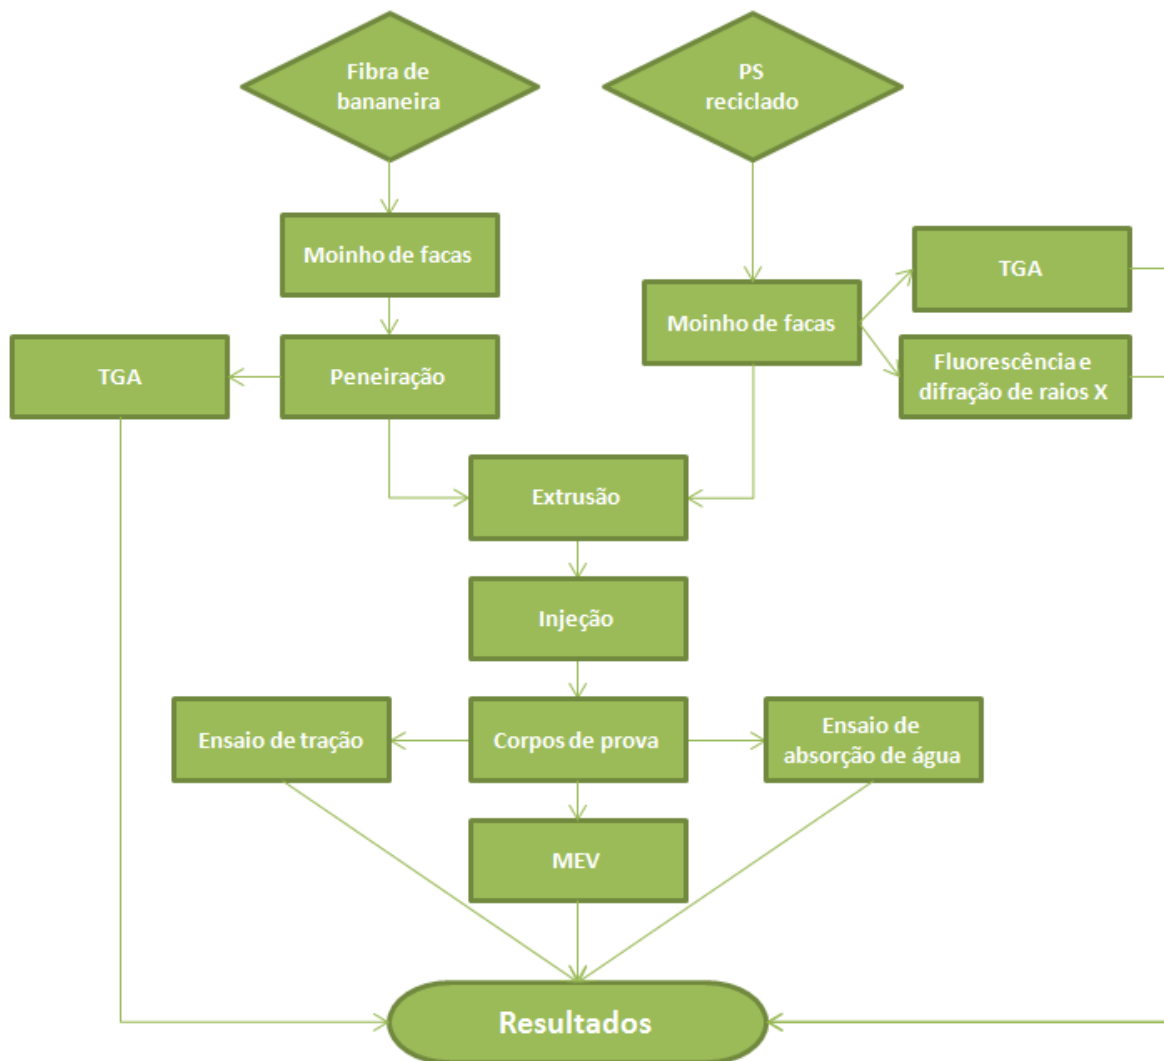 Fibra de
bananeira
PS
reciclado
Moinho de facas
TGA
Moinho de facas
TGA
Peneiração
Fluorescência e
difração de raios X
Extrusão
Injeção
Ensaio de tração
Corpos de prova
Ensaio de
absorção de água
MEV
Resultados